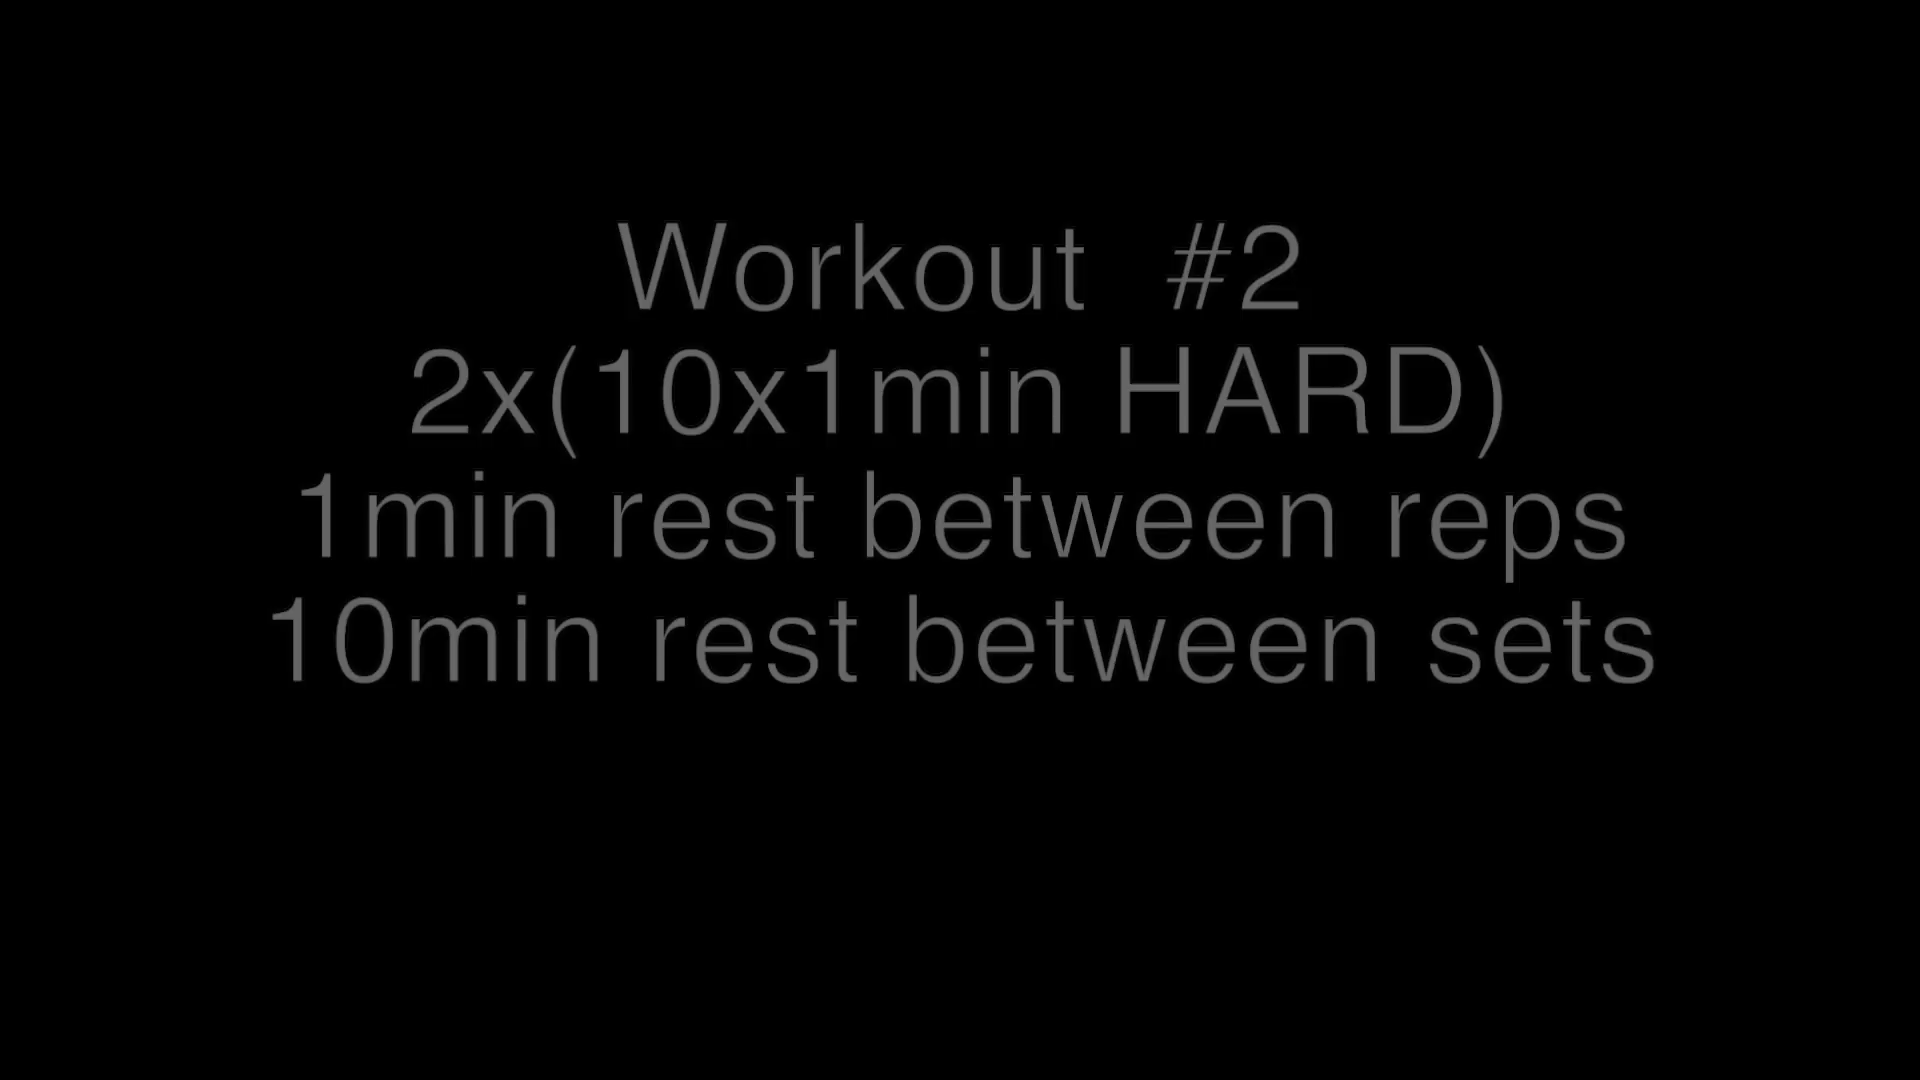 Workout  #2
2x(10x1min HARD)
1min rest between reps
10min rest between sets